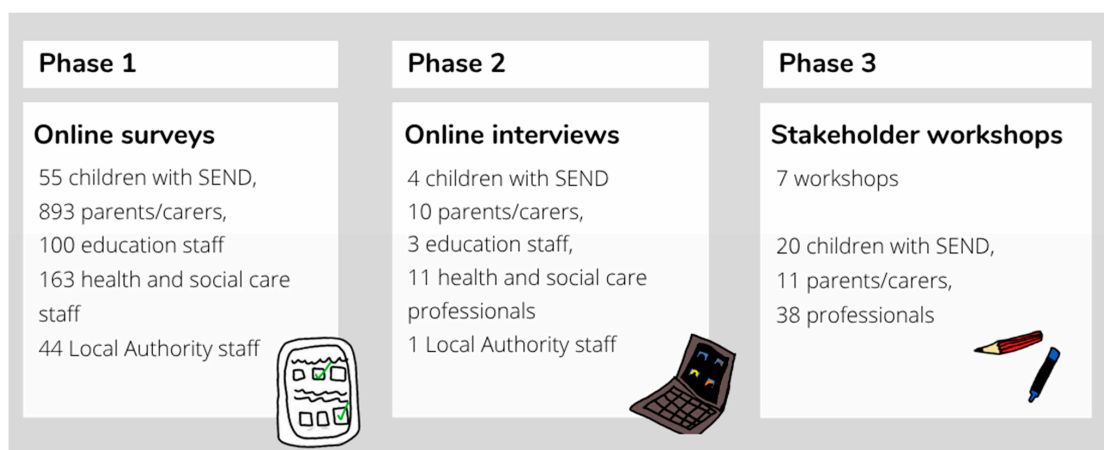 Phase 1
Online surveys
55 children with SEND,
893 parents/carers,
100 education staff
163 health and social care
staff
44 Local Authority staff
Phase 2
Online interviews
4 children with SEND
10 parents/carers,
3 education staff,
11 health and social care
professionals
1 Local Authority staff
Phase 3
Stakeholder workshops
7 workshops
20 children with SEND,
11 parents/carers,
38 professionals